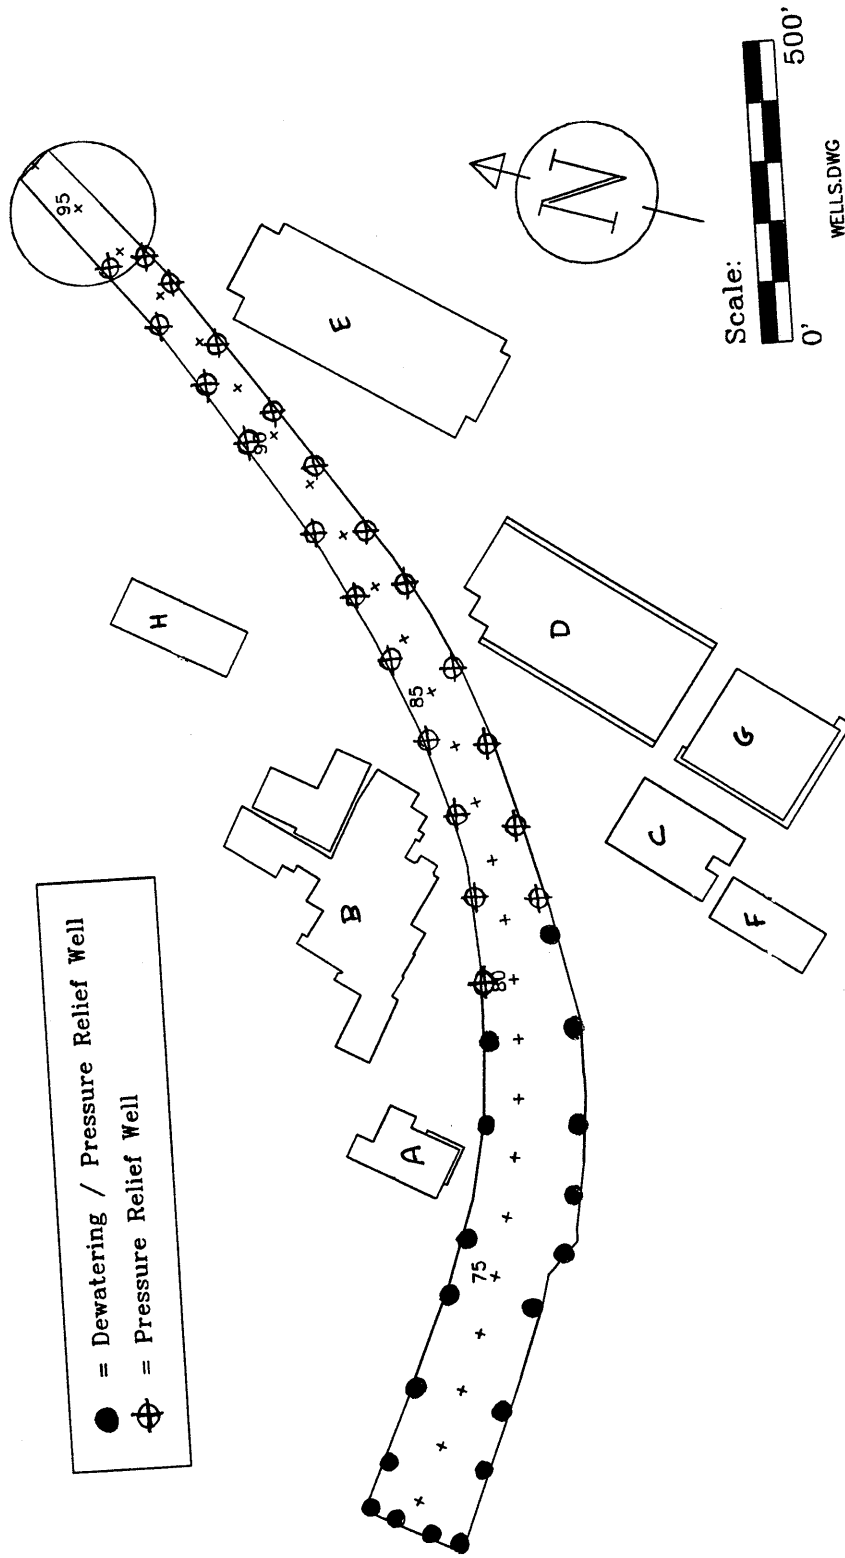 = Dewatering / Pressure Relief Well
= Pressure Relief Well
A
B
C
D
E
F
G
H
75
80
85
90
95
N
Scale:
0'
500'
WELLS.DWG